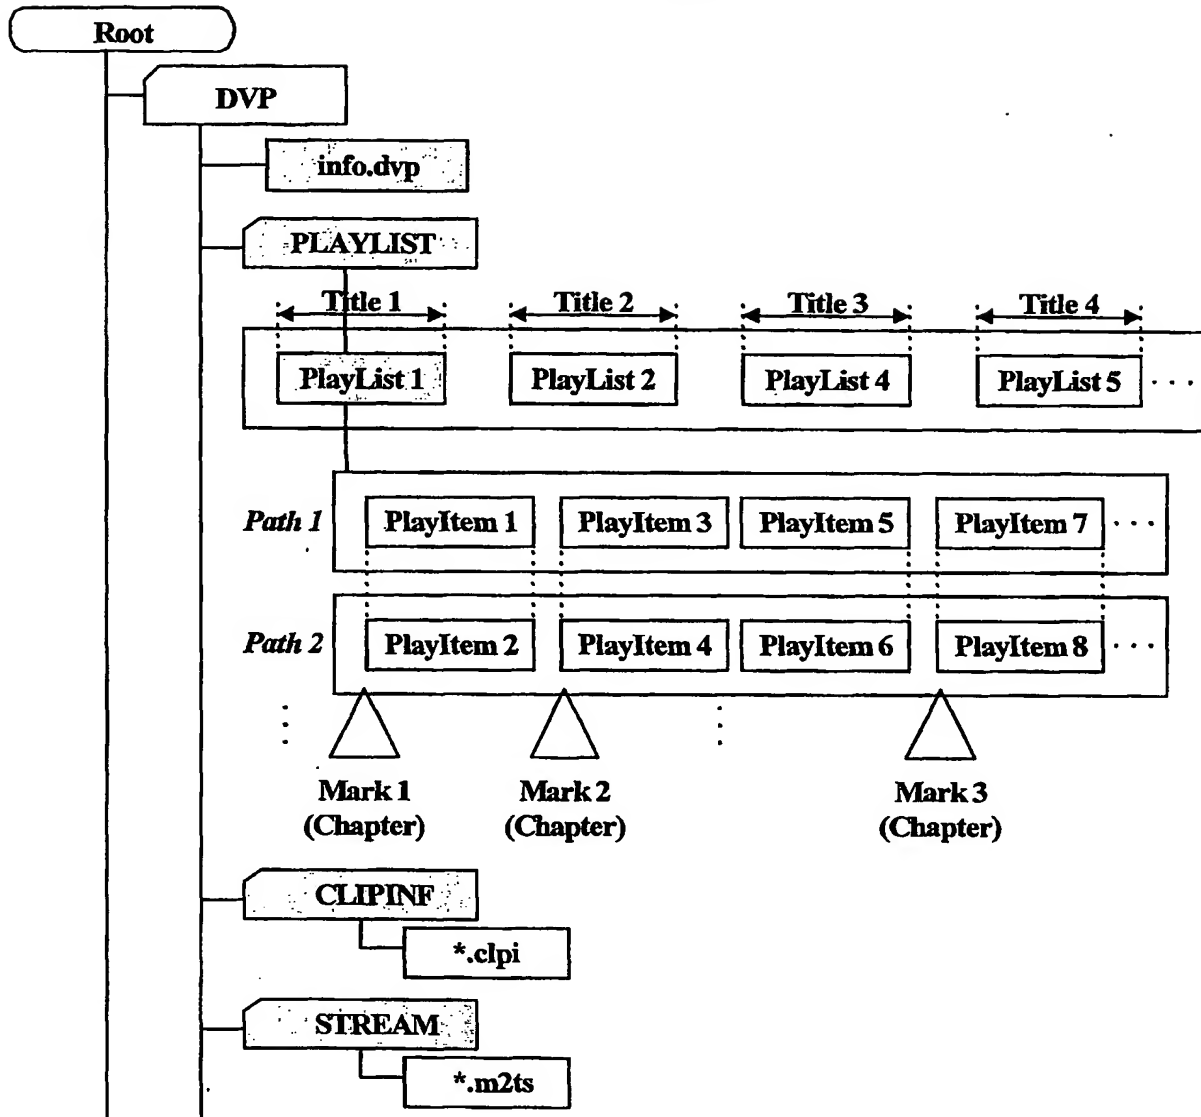 Root
DVP
info.dvp
PLAYLIST
Title 1 Title 2 Title 3 Title 4
PlayList 1 PlayList 2 PlayList 4 PlayList 5 ...
Path 1 PlayItem 1 PlayItem 3 PlayItem 5 PlayItem 7 ...
Path 2 PlayItem 2 PlayItem 4 PlayItem 6 PlayItem 8 ...
Mark 1 Mark 2 Mark 3
(Chapter) (Chapter) (Chapter)
CLIPINF
*.clpi
STREAM
*.m2ts